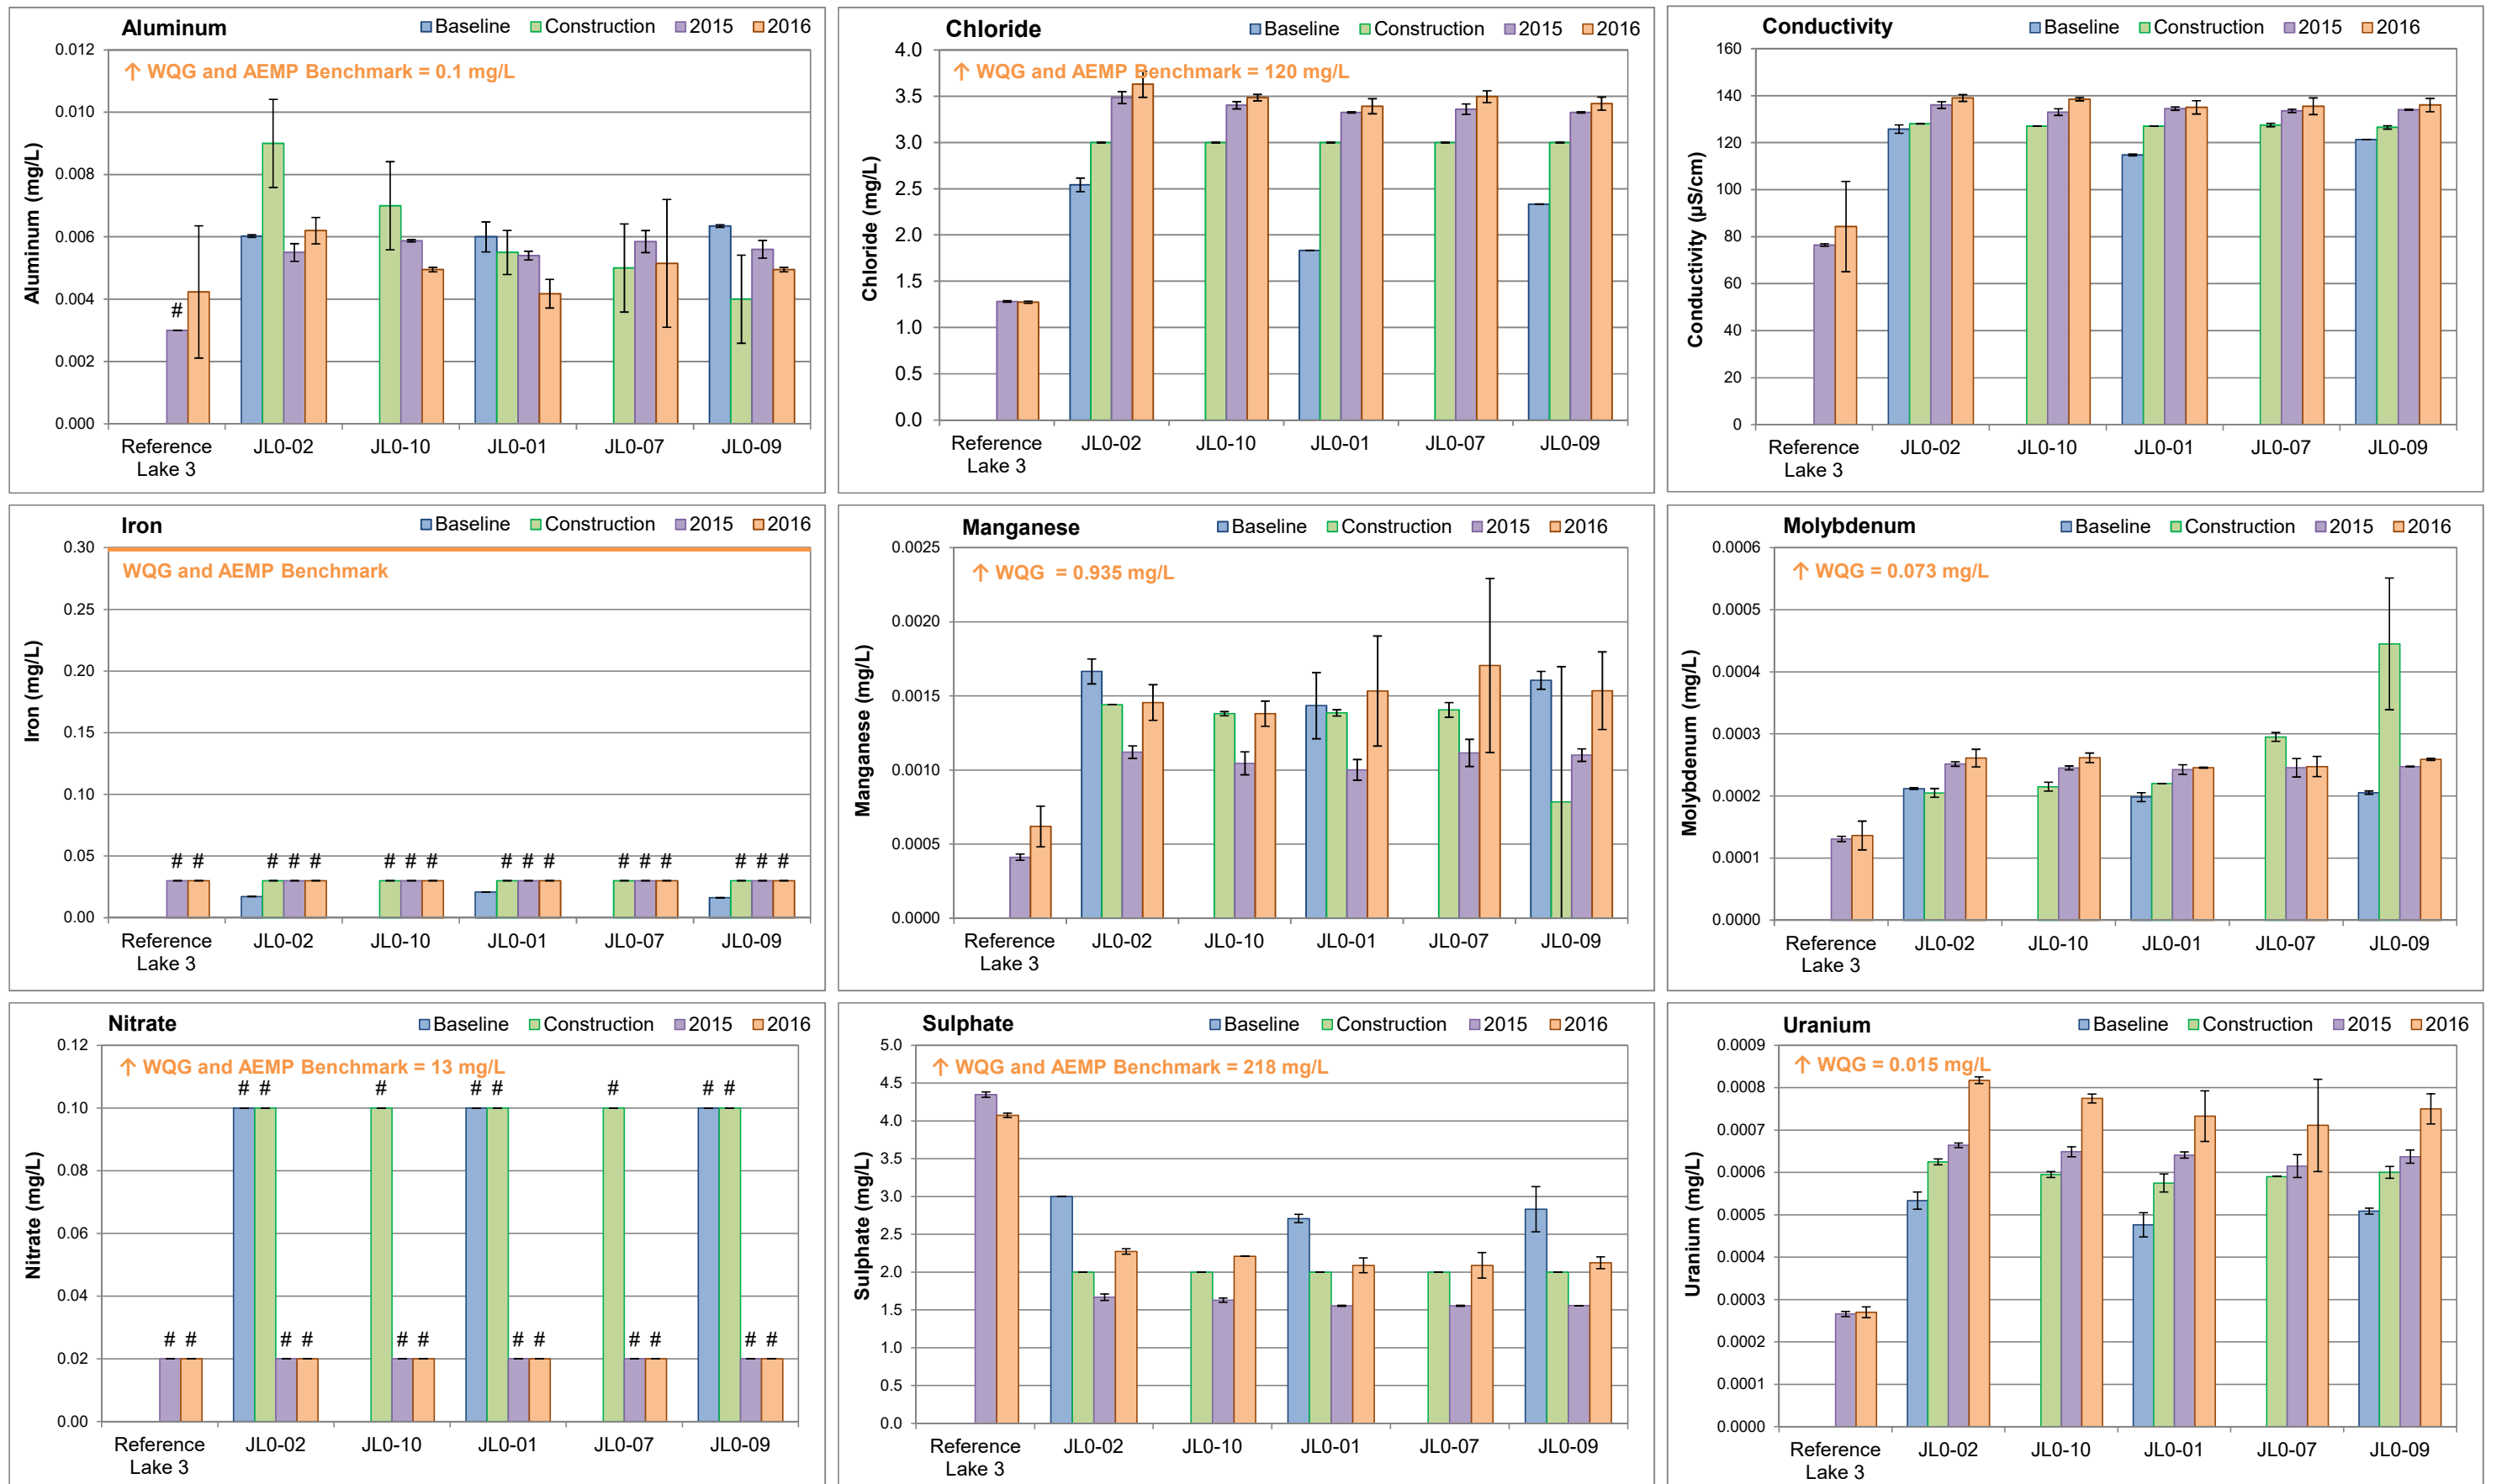 Aluminum
Baseline Construction 2015 2016
↑ WQG and AEMP Benchmark = 0.1 mg/L
Aluminum (mg/L)
0.012
0.010
0.008
0.006
0.004
0.002
0.000
#
Reference Lake 3 JL0-02 JL0-10 JL0-01 JL0-07 JL0-09
Chloride
Baseline Construction 2015 2016
↑ WQG and AEMP Benchmark = 120 mg/L
Chloride (mg/L)
4.0
3.5
3.0
2.5
2.0
1.5
1.0
0.5
0.0
Reference Lake 3 JL0-02 JL0-10 JL0-01 JL0-07 JL0-09
Conductivity
Baseline Construction 2015 2016
Conductivity (µS/cm)
160
140
120
100
80
60
40
20
0
Reference Lake 3 JL0-02 JL0-10 JL0-01 JL0-07 JL0-09
Iron
Baseline Construction 2015 2016
WQG and AEMP Benchmark
Iron (mg/L)
0.30
0.25
0.20
0.15
0.10
0.05
0.00
# # # # # # # # # # # # # # # # #
Reference Lake 3 JL0-02 JL0-10 JL0-01 JL0-07 JL0-09
Manganese
Baseline Construction 2015 2016
↑ WQG = 0.935 mg/L
Manganese (mg/L)
0.0025
0.0020
0.0015
0.0010
0.0005
0.0000
Reference Lake 3 JL0-02 JL0-10 JL0-01 JL0-07 JL0-09
Molybdenum
Baseline Construction 2015 2016
↑ WQG = 0.073 mg/L
Molybdenum (mg/L)
0.0006
0.0005
0.0004
0.0003
0.0002
0.0001
0.0000
Reference Lake 3 JL0-02 JL0-10 JL0-01 JL0-07 JL0-09
Nitrate
Baseline Construction 2015 2016
↑ WQG and AEMP Benchmark = 13 mg/L
Nitrate (mg/L)
0.12
0.10
0.08
0.06
0.04
0.02
0.00
# # # # # # # #
# # # # # # # # # # # #
Reference Lake 3 JL0-02 JL0-10 JL0-01 JL0-07 JL0-09
Sulphate
Baseline Construction 2015 2016
↑ WQG and AEMP Benchmark = 218 mg/L
Sulphate (mg/L)
5.0
4.5
4.0
3.5
3.0
2.5
2.0
1.5
1.0
0.5
0.0
Reference Lake 3 JL0-02 JL0-10 JL0-01 JL0-07 JL0-09
Uranium
Baseline Construction 2015 2016
↑ WQG = 0.015 mg/L
Uranium (mg/L)
0.0009
0.0008
0.0007
0.0006
0.0005
0.0004
0.0003
0.0002
0.0001
0.0000
Reference Lake 3 JL0-02 JL0-10 JL0-01 JL0-07 JL0-09